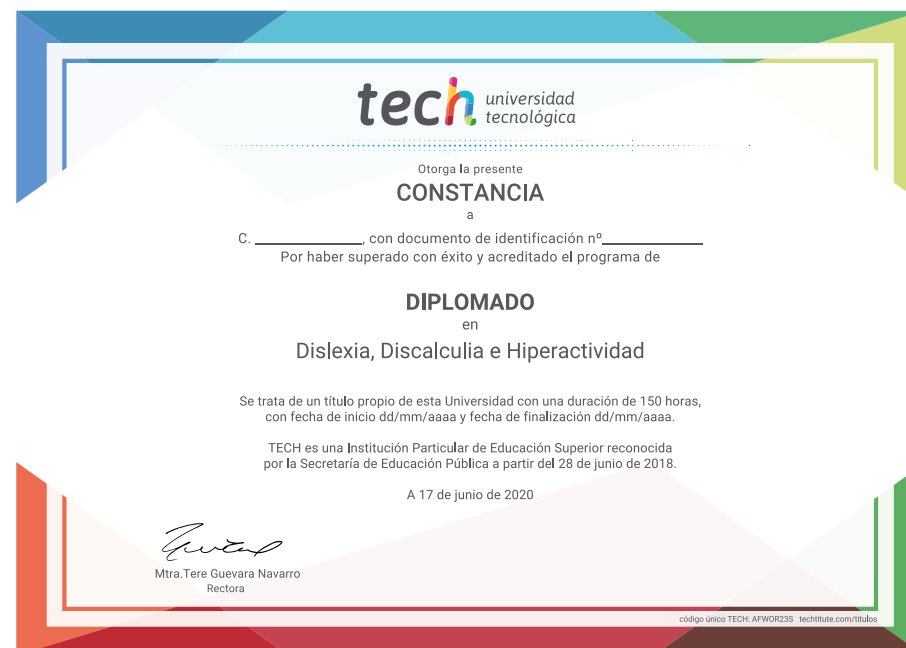 tech universidad
tecnológica
Otorga la presente
CONSTANCIA
a
C. ____________, con documento de identificación nº____________
Por haber superado con éxito y acreditado el programa de
DIPLOMADO
en
Dislexia, Discalculia e Hiperactividad
Se trata de un título propio de esta Universidad con una duración de 150 horas,
con fecha de inicio dd/mm/aaaa y fecha de finalización dd/mm/aaaa.
TECH es una Institución Particular de Educación Superior reconocida
por la Secretaría de Educación Pública a partir del 28 de junio de 2018.
A 17 de junio de 2020
Mtra.Tere Guevara Navarro
Rectora
código único TECH: AFWOR23S techtitute.com/titulos